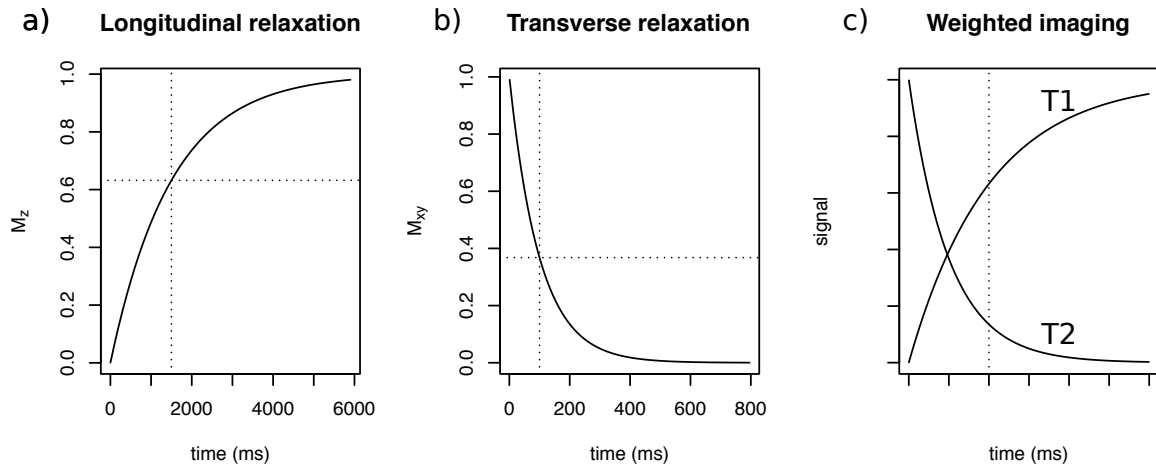 a) Longitudinal relaxation
1.0
0.8
0.6
0.4
0.2
0.0
Mz
0 2000 4000 6000
time (ms)
b) Transverse relaxation
1.0
0.8
0.6
0.4
0.2
0.0
Mxy
0 200 400 600 800
time (ms)
c) Weighted imaging
signal
T1
T2
time (ms)